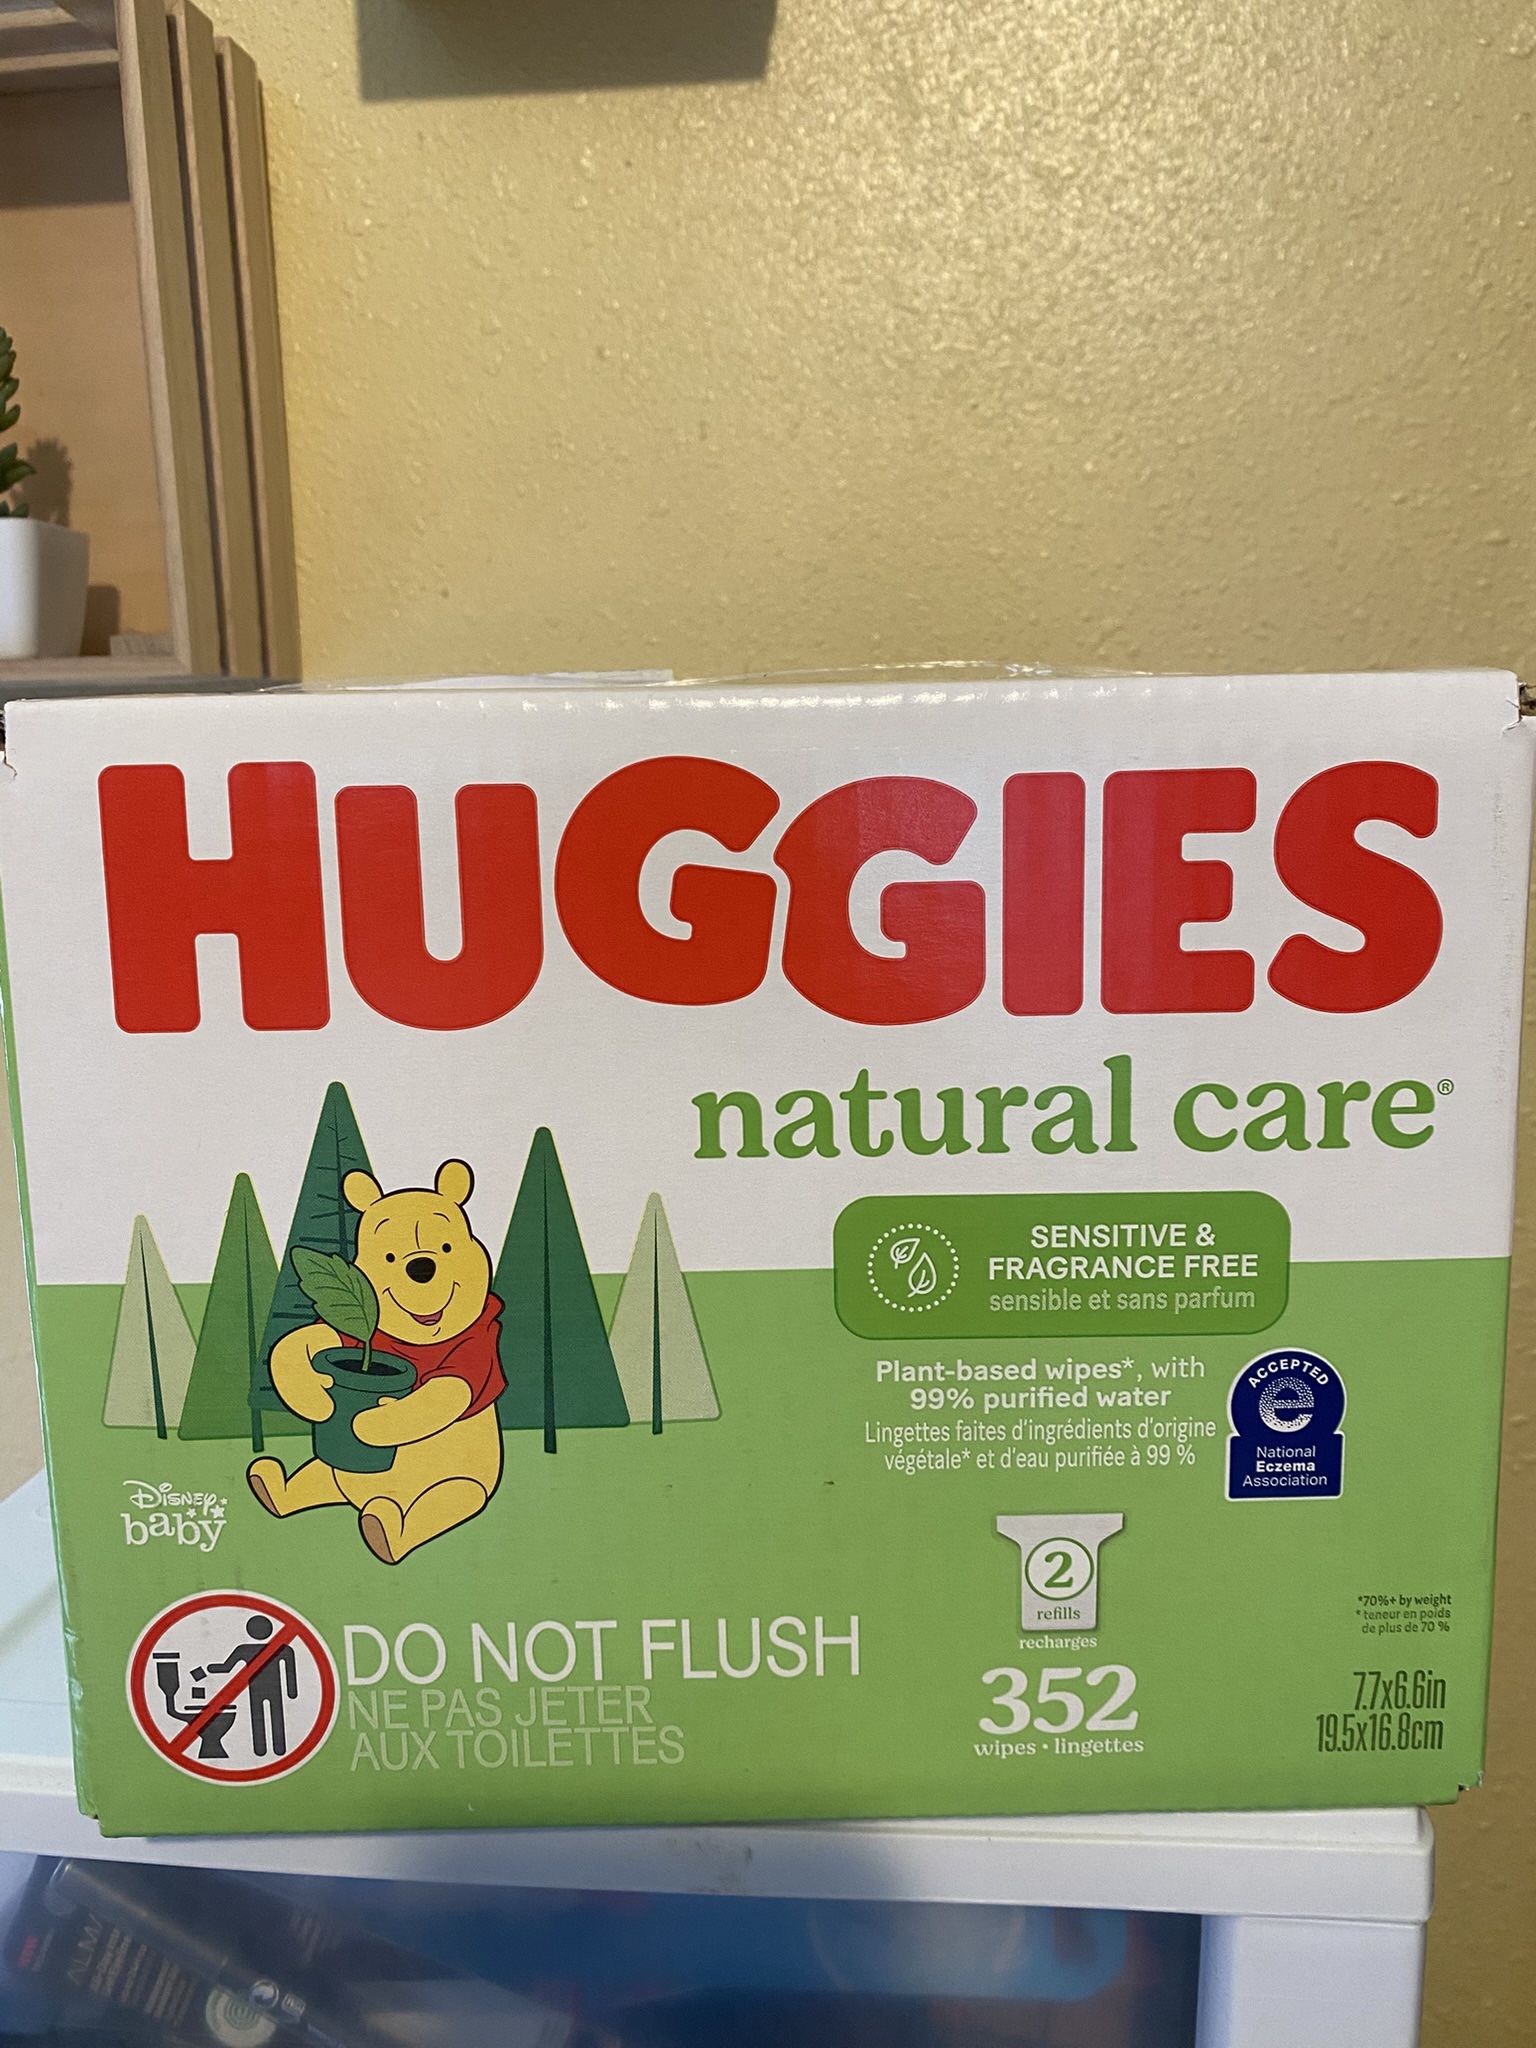 HUGGIES
natural care®
SENSITIVE &
FRAGRANCE FREE
sensible et sans parfum
Plant-based wipes*, with
99% purified water
Lingettes faites d'ingrédients d'origine
végétale* et d'eau purifiée à 99 %
ACCEPTED
National
Eczema
Association
Disney
baby
DO NOT FLUSH
NE PAS JETER
AUX TOILETTES
2
refills
recharges
352
wipes • lingettes
*70%+ by weight
*teneur en poids
de plus de 70 %
7.7x6.6in
19.5x16.8cm